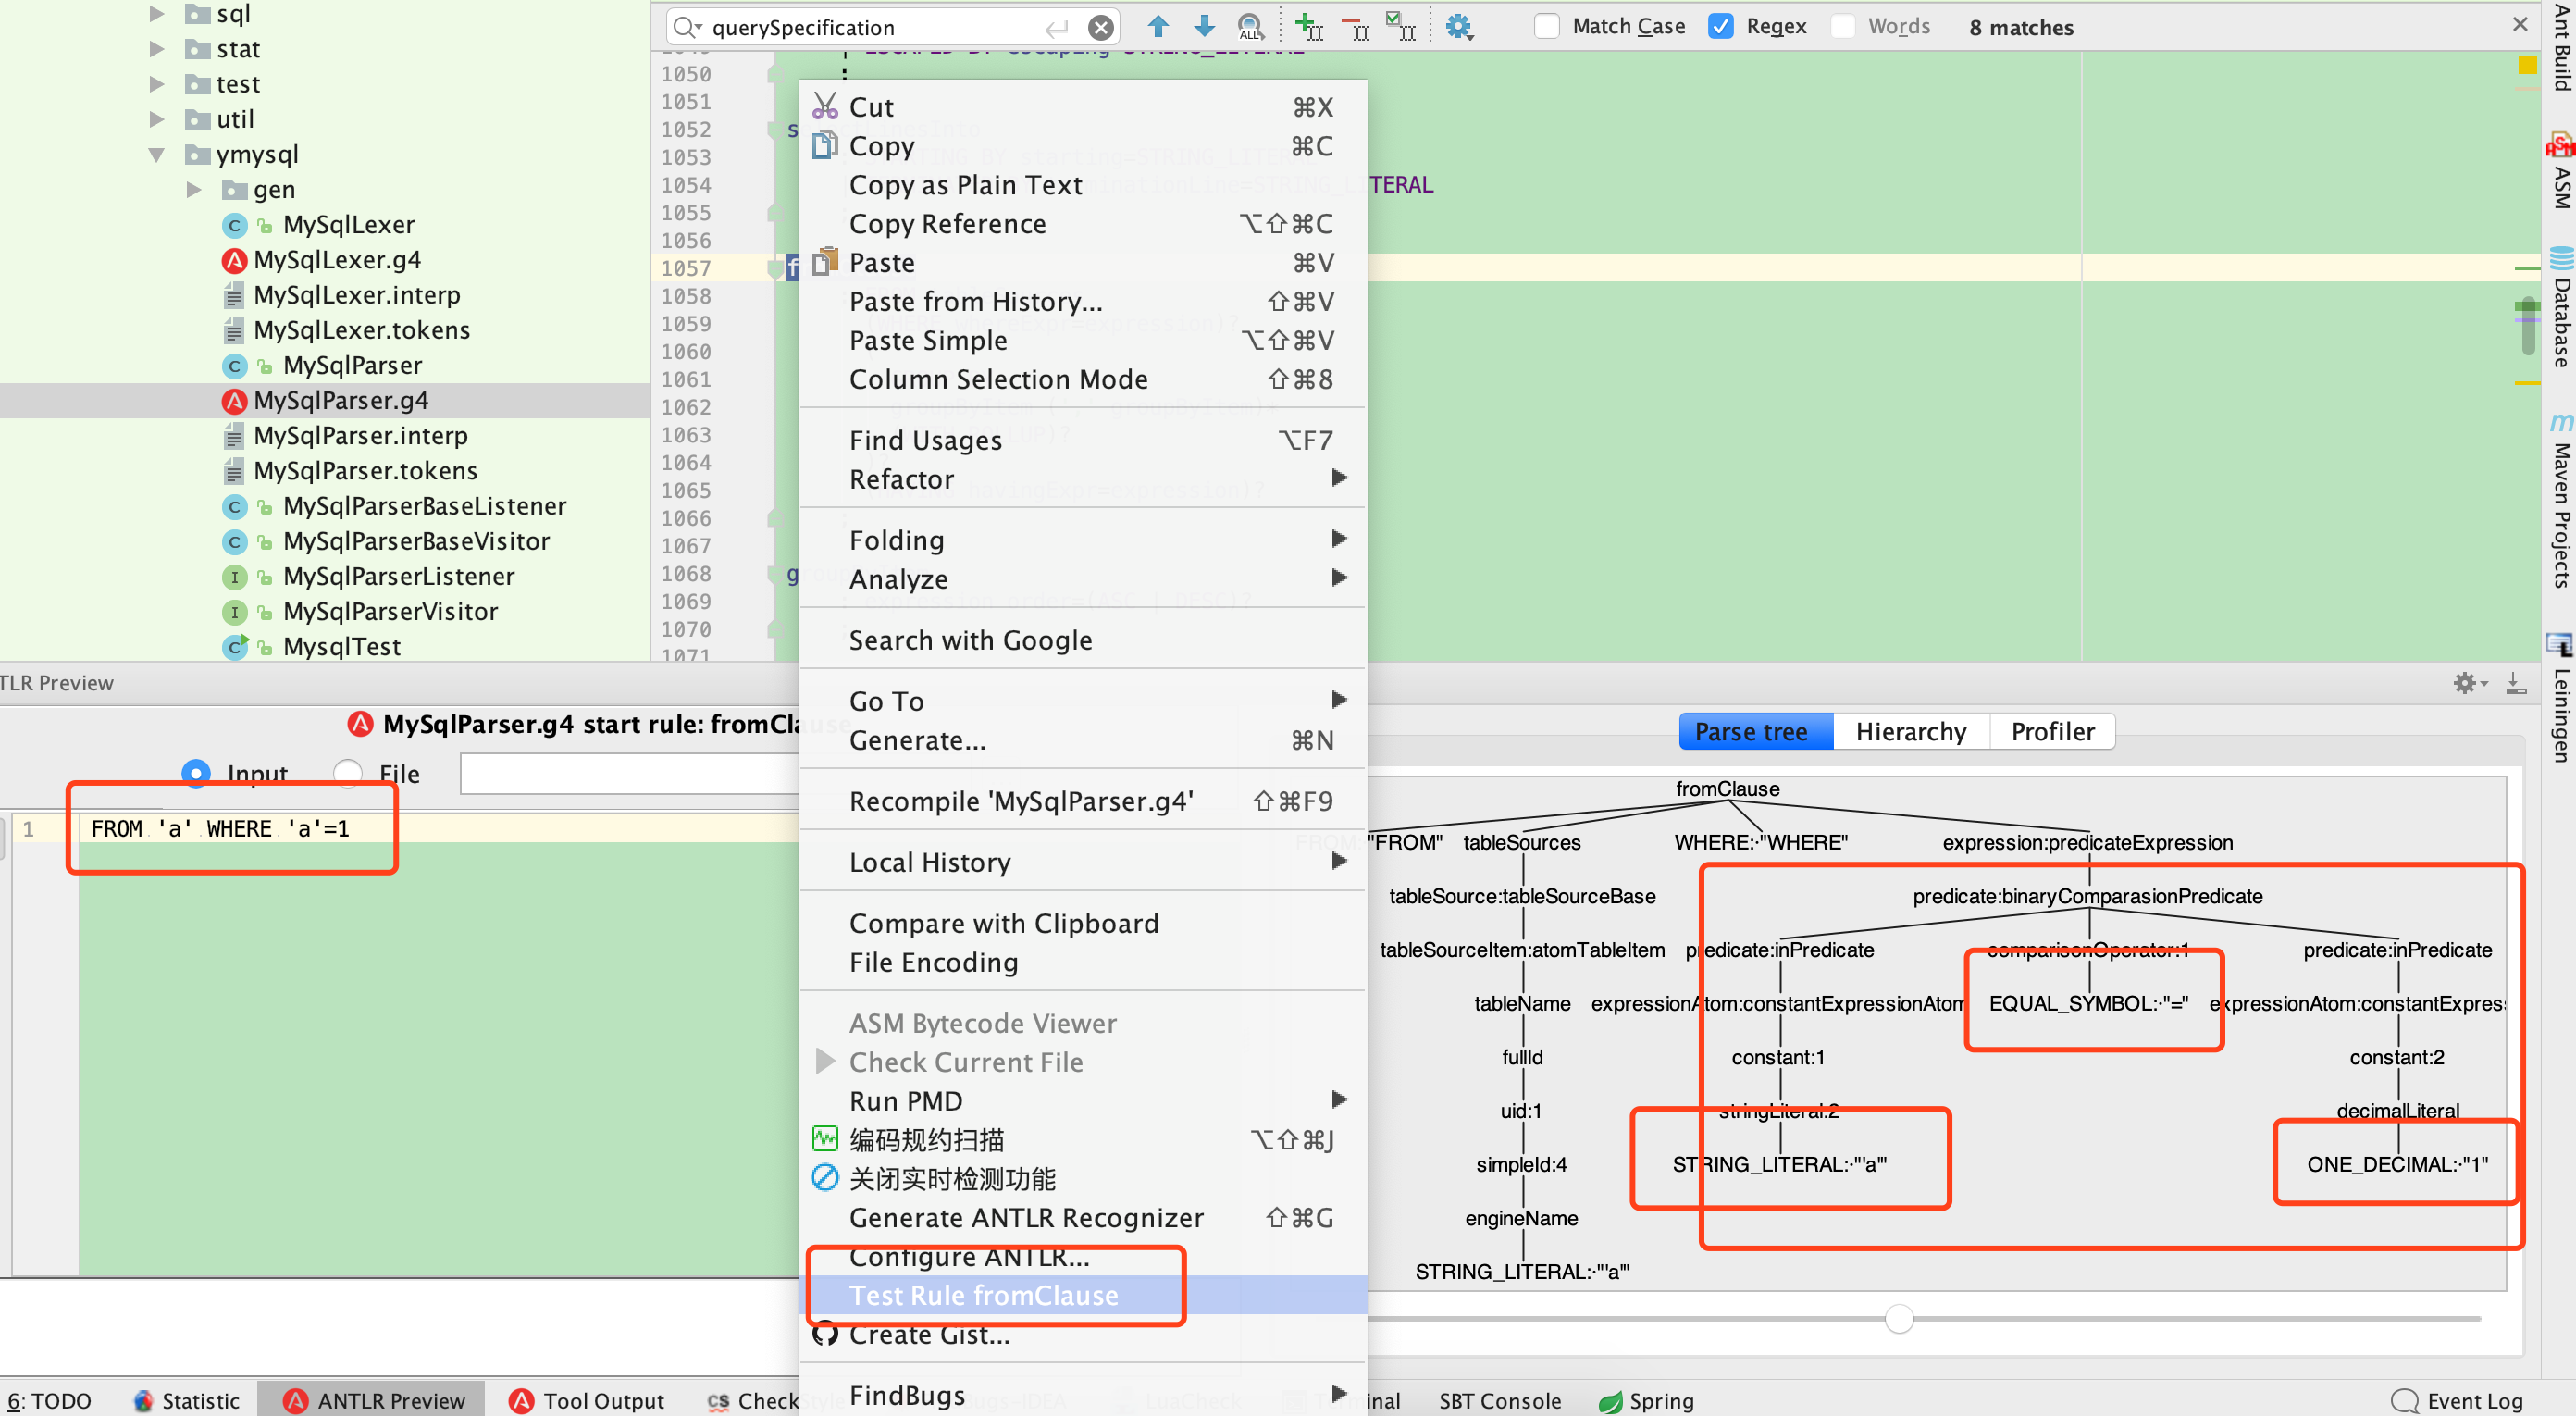 sql
stat
test
util
ymysql
gen
MySqlLexer
MySqlLexer.g4
MySqlLexer.interp
MySqlLexer.tokens
MySqlParser
MySqlParser.g4
MySqlParser.interp
MySqlParser.tokens
MySqlParserBaseListener
MySqlParserBaseVisitor
MySqlParserListener
MySqlParserVisitor
MysqlTest
querySpecification
Match Case
Regex
Words
8 matches
1050
1051
1052
1053
1054
1055
1056
1057
1058
1059
1060
1061
1062
1063
1064
1065
1066
1067
1068
1069
1070
1071
Cut ⌘X
Copy ⌘C
Copy as Plain Text
Copy Reference ⌥⇧⌘C
Paste ⌘V
Paste from History... ⇧⌘V
Paste Simple ⌥⇧⌘V
Column Selection Mode ⇧⌘8
Find Usages ⌥F7
Refactor
Folding
Analyze
Search with Google
Go To
Generate... ⌘N
Recompile 'MySqlParser.g4' ⇧⌘F9
Local History
Compare with Clipboard
File Encoding
ASM Bytecode Viewer
Check Current File
Run PMD
编码规约扫描 ⌥⇧⌘J
关闭实时检测功能
Generate ANTLR Recognizer ⇧⌘G
Configure ANTLR...
Test Rule fromClause
Create Gist...
FindBugs
Ant Build
ASM
Database
Maven Projects
Leiningen
TLR Preview
MySqlParser.g4 start rule: fromClause
Input
File
1 FROM 'a' WHERE 'a'=1
Parse tree
Hierarchy
Profiler
fromClause
FROM:·"FROM" tableSources WHERE:·"WHERE" expression:predicateExpression
tableSource:tableSourceBase predicate:binaryComparasionPredicate
tableSourceItem:atomTableItem predicate:inPredicate comparisonOperator:1 predicate:inPredicate
tableName expressionAtom:constantExpressionAtom EQUAL_SYMBOL:·"=" expressionAtom:constantExpres
fullId constant:1 constant:2
uid:1 stringLiteral:2 decimalLiteral
simpleId:4 STRING_LITERAL:·"'a'" ONE_DECIMAL:·"1"
engineName
STRING_LITERAL:·"'a'"
6: TODO
Statistic
ANTLR Preview
Tool Output
CheckStyle
LuaCheck
Terminal
SBT Console
Spring
Event Log